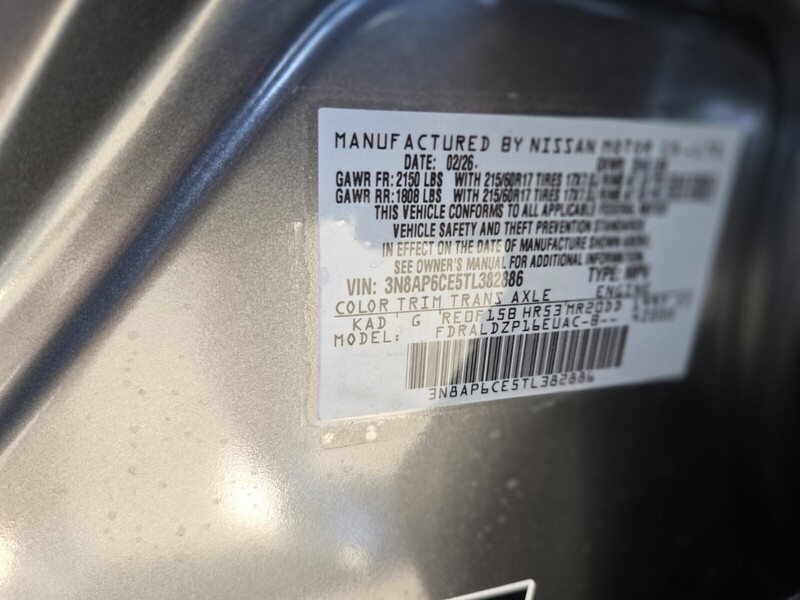 MANUFACTURED BY NISSAN MOTOR
DATE: 02/26
GAWR FR: 2150 LBS WITH 215/60R17 TIRES
GAWR RR: 1808 LBS WITH 215/60R17 TIRES
THIS VEHICLE CONFORMS TO ALL APPLICABLE FEDERAL MOTOR
VEHICLE SAFETY AND THEFT PREVENTION STANDARDS
IN EFFECT ON THE DATE OF MANUFACTURE SHOWN ABOVE
SEE OWNER'S MANUAL FOR ADDITIONAL INFORMATION
VIN: 3N8AP6CE5TL382886 TYPE: MPV
COLOR TRIM TRANS AXLE ENGINE
KAD G RE0F15B HR53 MR20DD
MODEL: FDRALDZP16EUAC-B--
3N8AP6CE5TL382886